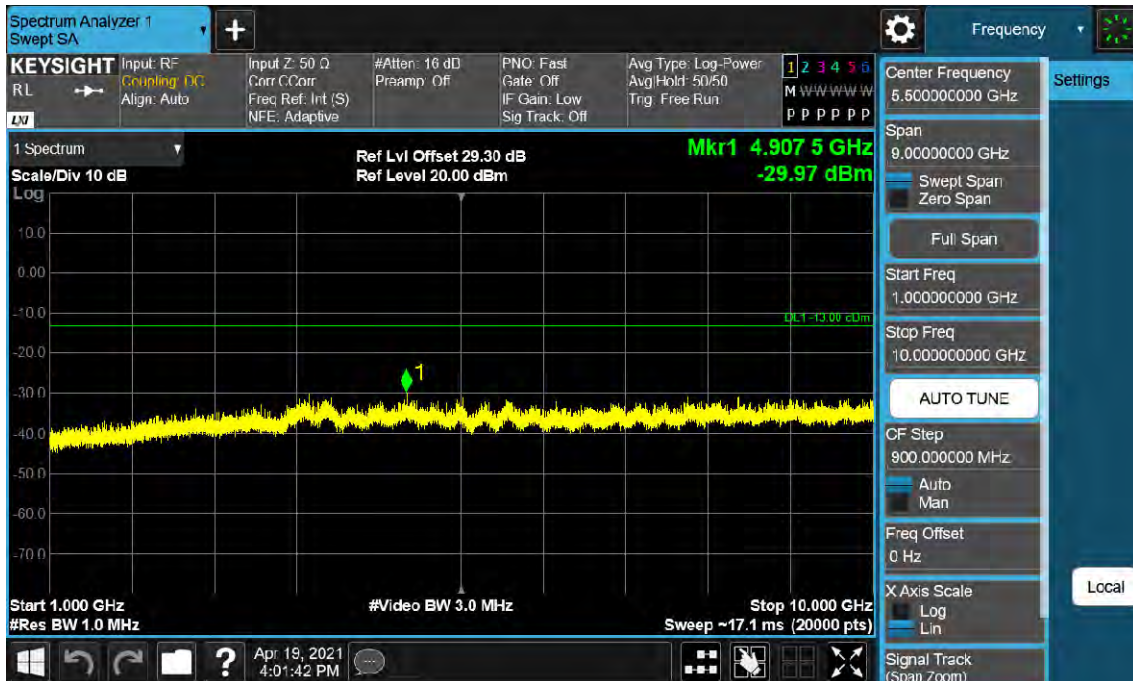 Spectrum Analyzer 1
Swept SA
+
Frequency
KEYSIGHT
RL
LXI
Input: RF
Coupling: DC
Align: Auto
Input Z: 50 Ω
Corr CCorr
Freq Ref: Int (S)
NFE: Adaptive
#Atten: 16 dB
Preamp: Off
PNO: Fast
Gate: Off
IF Gain: Low
Sig Track: Off
Avg Type: Log-Power
Avg|Hold: 50/50
Trig: Free Run
1 2 3 4 5 6
M W W W W W
P P P P P P
1 Spectrum
Scale/Div 10 dB
Log
Ref Lvl Offset 29.30 dB
Ref Level 20.00 dBm
Mkr1 4.907 5 GHz
-29.97 dBm
10.0
0.00
-10.0
DL1 -13.00 dBm
-20.0
1
-30.0
-40.0
-50.0
-60.0
-70.0
Start 1.000 GHz
#Res BW 1.0 MHz
#Video BW 3.0 MHz
Stop 10.000 GHz
Sweep ~17.1 ms (20000 pts)
Center Frequency
5.500000000 GHz
Settings
Span
9.00000000 GHz
Swept Span
Zero Span
Full Span
Start Freq
1.000000000 GHz
Stop Freq
10.000000000 GHz
AUTO TUNE
CF Step
900.000000 MHz
Auto
Man
Freq Offset
0 Hz
X Axis Scale
Log
Lin
Local
Signal Track
(Span Zoom)
?
Apr 19, 2021
4:01:42 PM